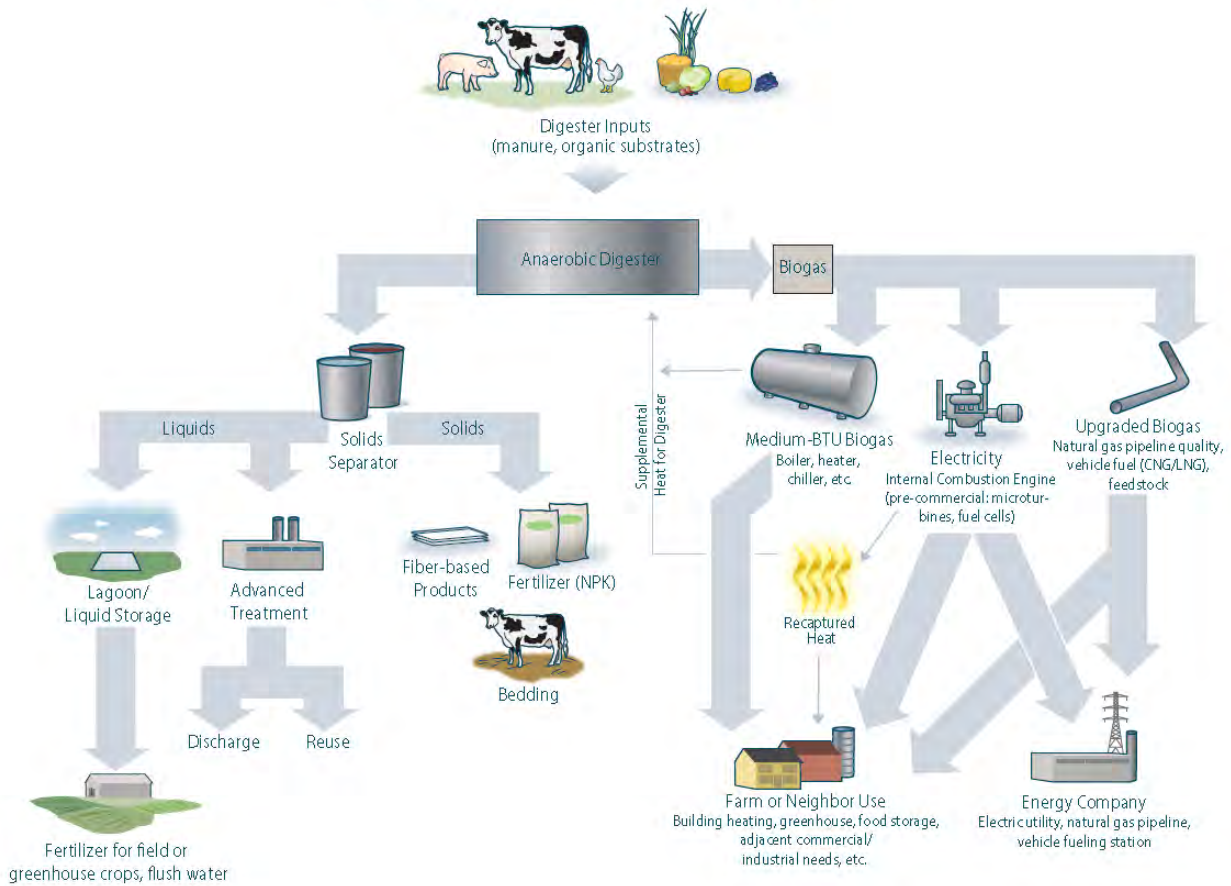 Digester Inputs
(manure, organic substrates)
Anaerobic Digester
Biogas
Liquids
Solids
Separator
Solids
Supplemental
Heat for Digester
Medium-BTU Biogas
Boiler, heater,
chiller, etc.
Electricity
Internal Combustion Engine
(pre-commercial: microtur-
bines, fuel cells)
Upgraded Biogas
Natural gas pipeline quality,
vehicle fuel (CNG/LNG),
feedstock
Lagoon/
Liquid Storage
Advanced
Treatment
Fiber-based
Products
Fertilizer (NPK)
Bedding
Recaptured
Heat
Discharge
Reuse
Fertilizer for field or
greenhouse crops, flush water
Farm or Neighbor Use
Building heating, greenhouse, food storage,
adjacent commercial/
industrial needs, etc.
Energy Company
Electric utility, natural gas pipeline,
vehicle fueling station